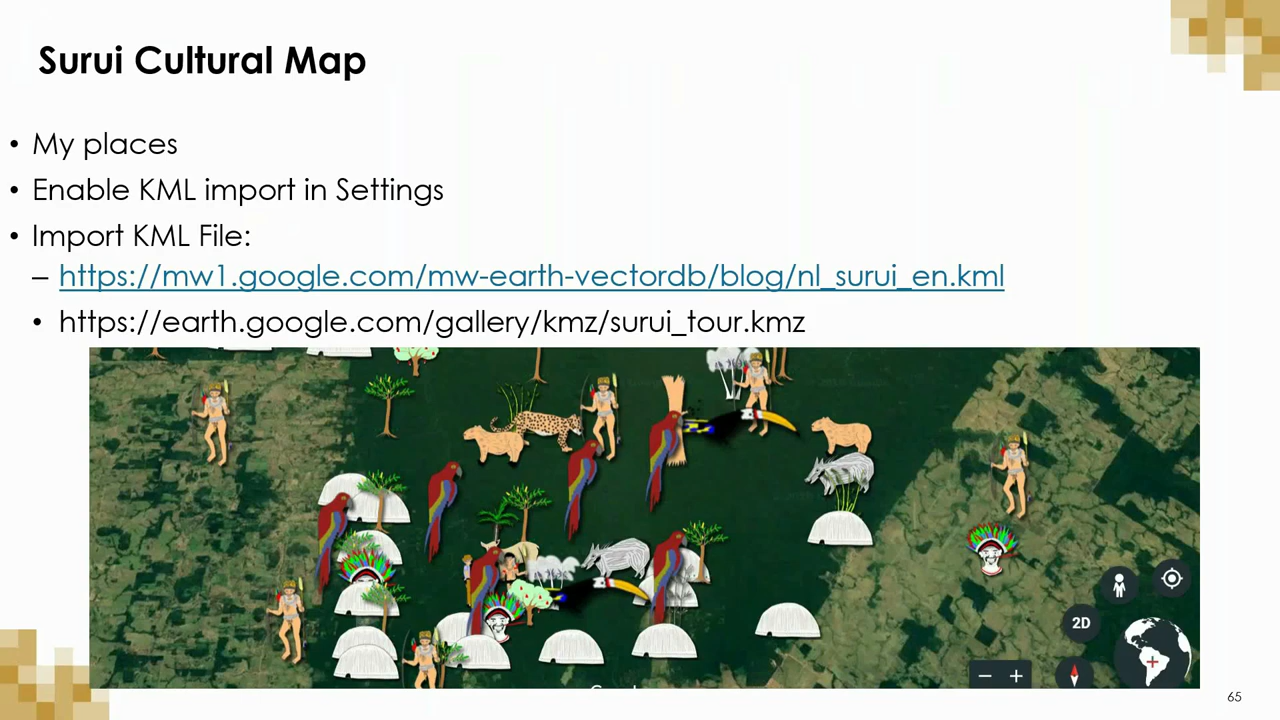 Surui Cultural Map
• My places
• Enable KML import in Settings
• Import KML File:
– https://mw1.google.com/mw-earth-vectordb/blog/nl_surui_en.kml
• https://earth.google.com/gallery/kmz/surui_tour.kmz
2D
65